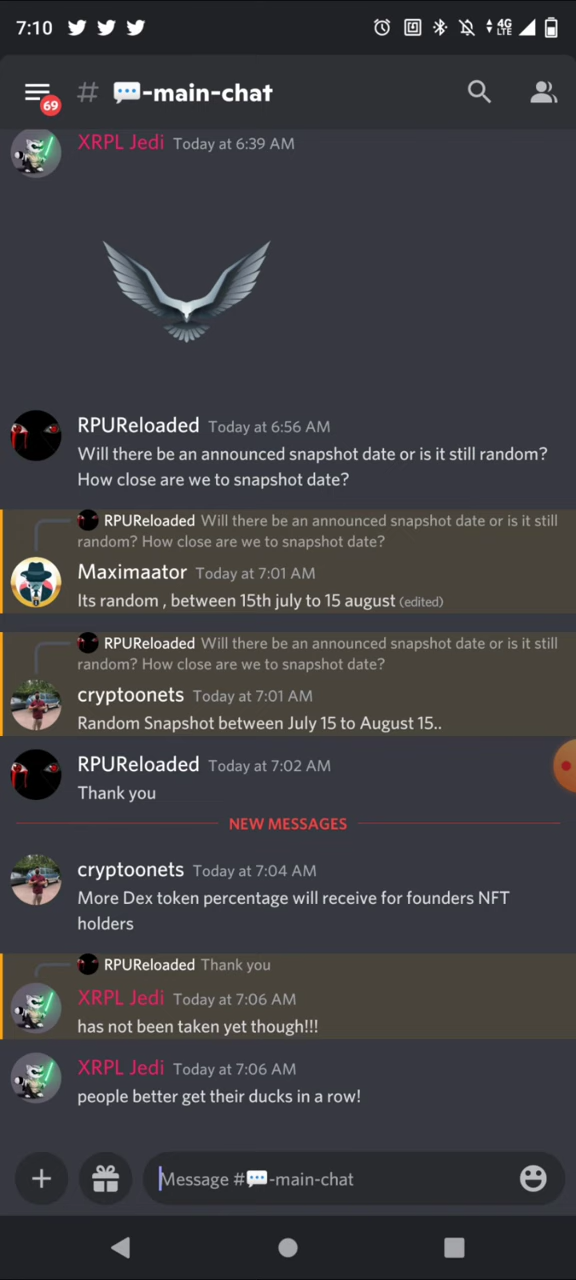 7:10
4G
LTE
69
# 💬-main-chat
XRPL Jedi Today at 6:39 AM
RPUReloaded Today at 6:56 AM
Will there be an announced snapshot date or is it still random?
How close are we to snapshot date?
RPUReloaded Will there be an announced snapshot date or is it still
random? How close are we to snapshot date?
Maximaator Today at 7:01 AM
Its random , between 15th july to 15 august (edited)
RPUReloaded Will there be an announced snapshot date or is it still
random? How close are we to snapshot date?
cryptoonets Today at 7:01 AM
Random Snapshot between July 15 to August 15..
RPUReloaded Today at 7:02 AM
Thank you
NEW MESSAGES
cryptoonets Today at 7:04 AM
More Dex token percentage will receive for founders NFT
holders
RPUReloaded Thank you
XRPL Jedi Today at 7:06 AM
has not been taken yet though!!!
XRPL Jedi Today at 7:06 AM
people better get their ducks in a row!
Message #💬-main-chat